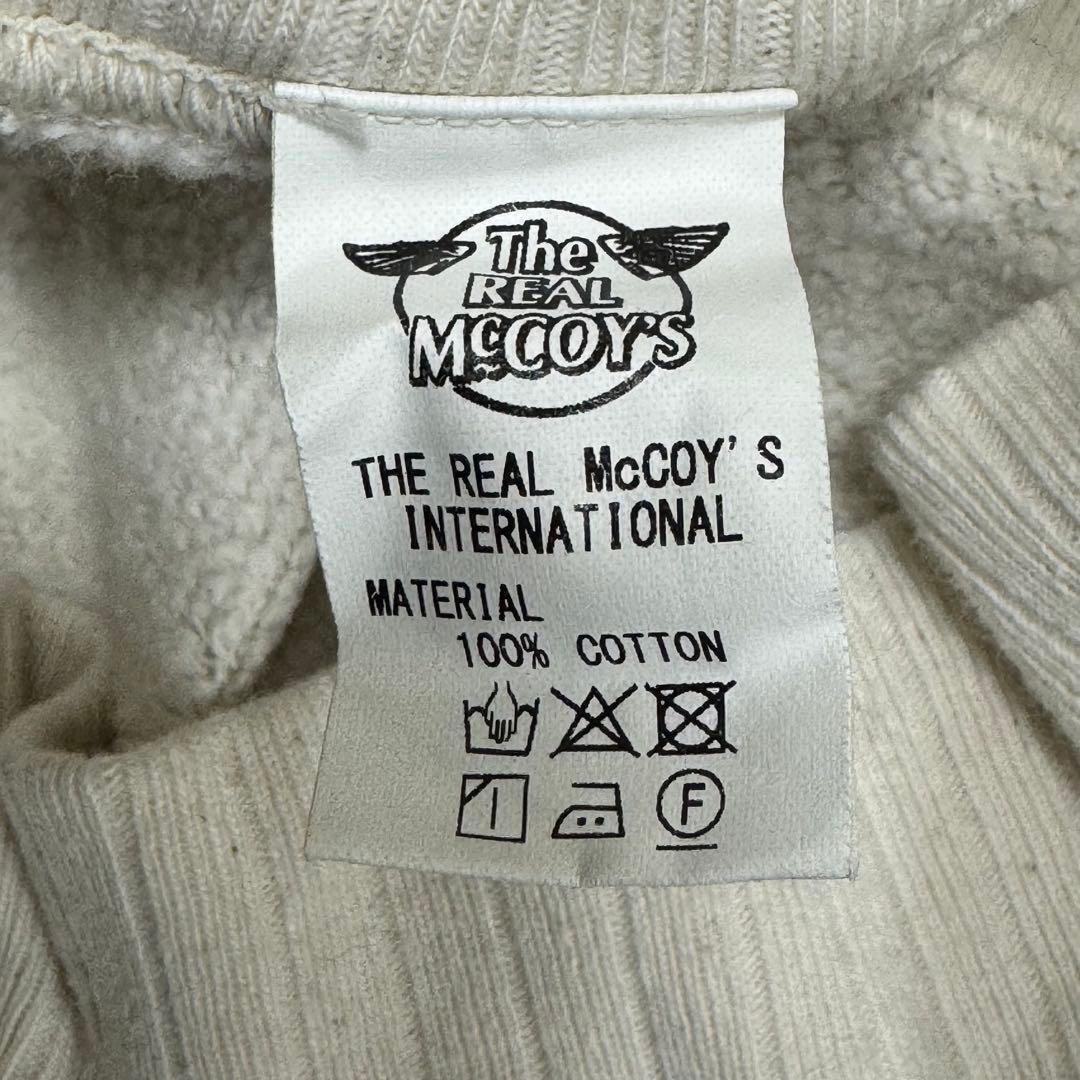 The
REAL
McCOY'S
THE REAL McCOY'S
INTERNATIONAL
MATERIAL
100% COTTON
F